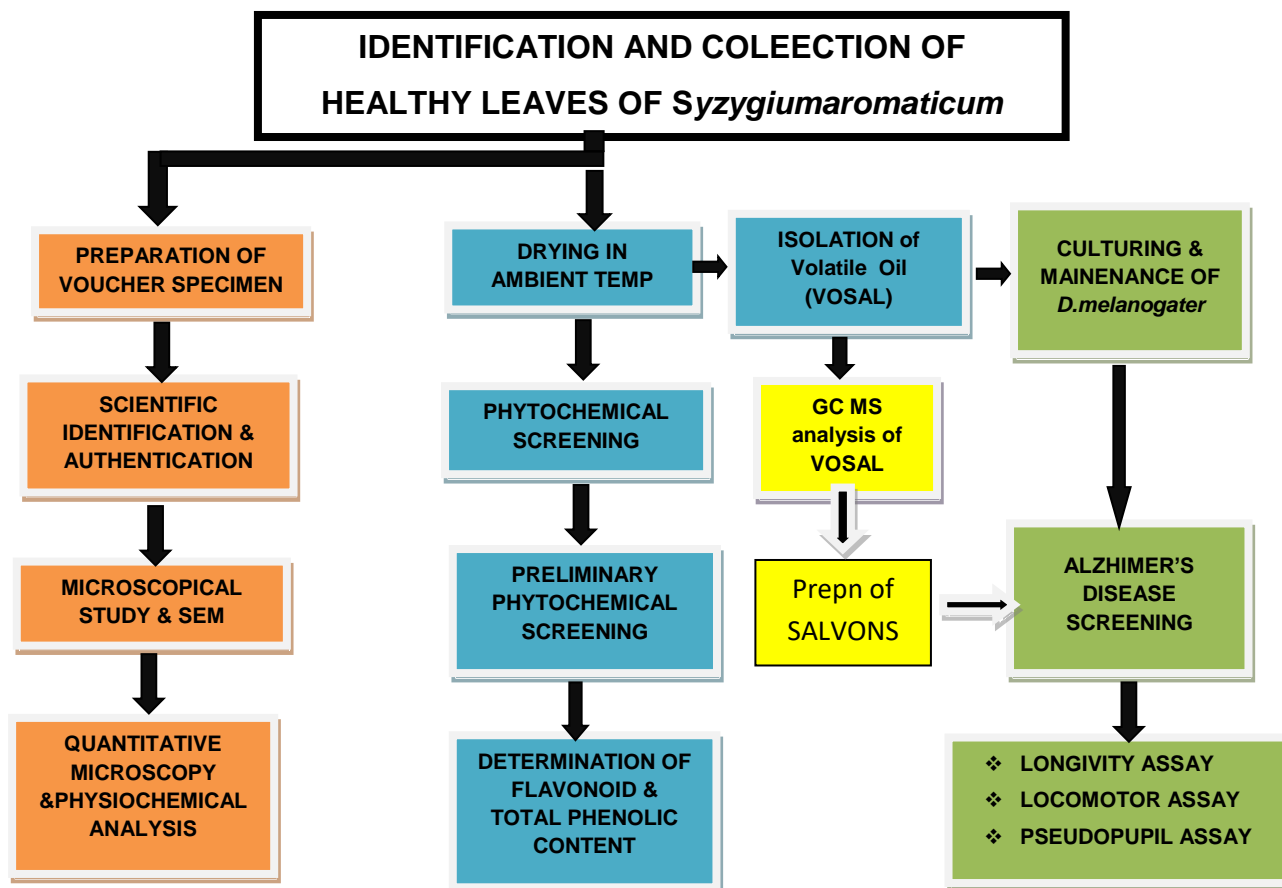 IDENTIFICATION AND COLEECTION OF
HEALTHY LEAVES OF Syzygiumaromaticum
PREPARATION OF
VOUCHER SPECIMEN
SCIENTIFIC
IDENTIFICATION &
AUTHENTICATION
MICROSCOPICAL
STUDY & SEM
QUANTITATIVE
MICROSCOPY
&PHYSIOCHEMICAL
ANALYSIS
DRYING IN
AMBIENT TEMP
PHYTOCHEMICAL
SCREENING
PRELIMINARY
PHYTOCHEMICAL
SCREENING
DETERMINATION OF
FLAVONOID &
TOTAL PHENOLIC
CONTENT
ISOLATION of
Volatile Oil
(VOSAL)
GC MS
analysis of
VOSAL
Prepn of
SALVONS
CULTURING &
MAINENANCE OF
D.melanogater
ALZHIMER'S
DISEASE
SCREENING
❖ LONGIVITY ASSAY
❖ LOCOMOTOR ASSAY
❖ PSEUDOPUPIL ASSAY